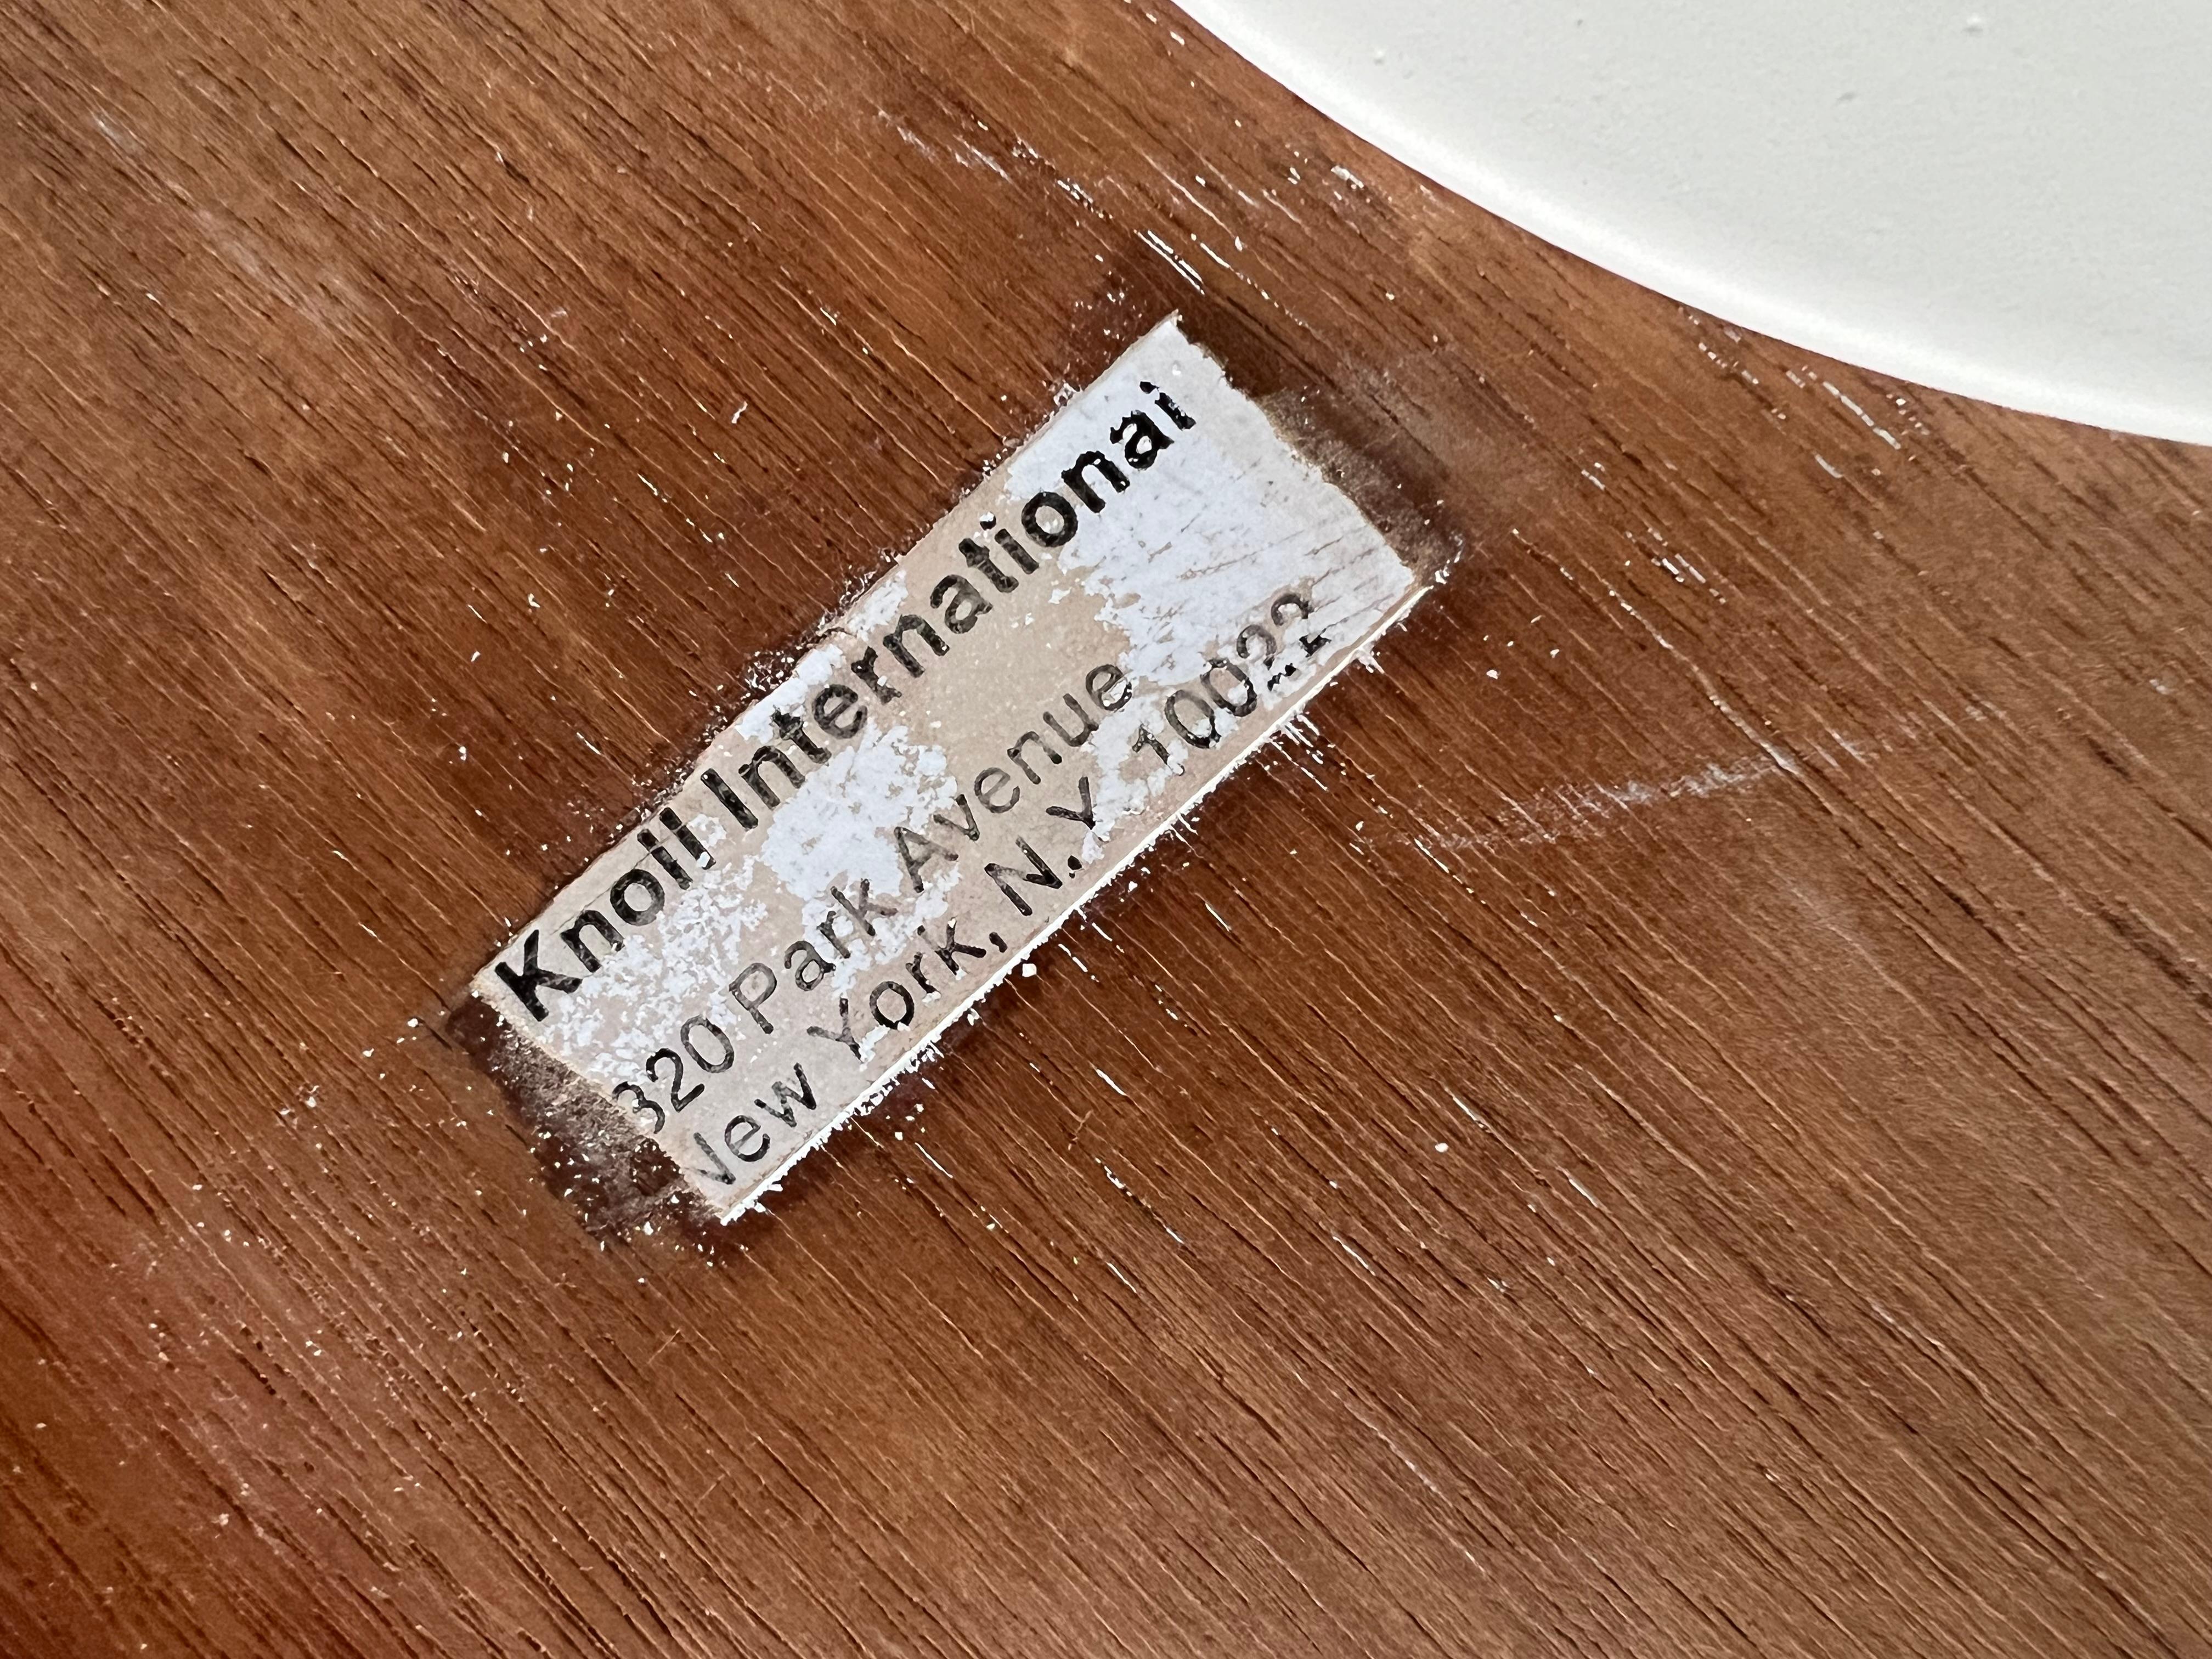 Knoll International
320 Park Avenue
New York, N.Y. 10022